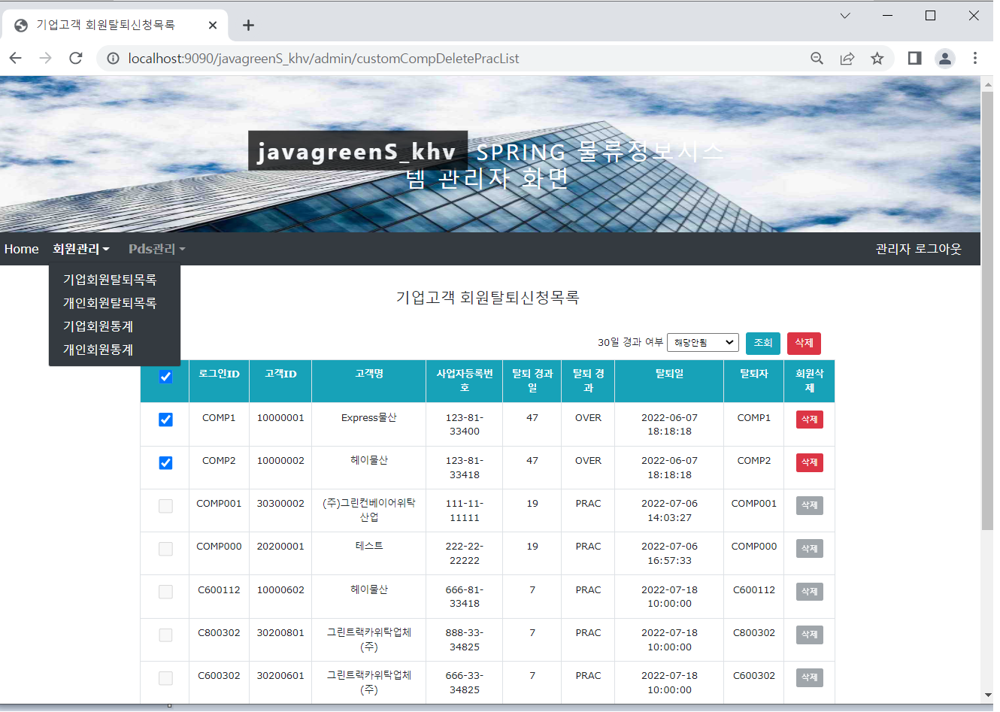 기업고객 회원탈퇴신청목록
localhost:9090/javagreenS_khv/admin/customCompDeletePracList
javagreenS_khv SPRING 물류정보시스
템 관리자 화면
Home 회원관리 Pds관리 관리자 로그아웃
기업회원탈퇴목록
개인회원탈퇴목록
기업회원통계
개인회원통계
기업고객 회원탈퇴신청목록
30일 경과 여부 해당안됨 조회 삭제
로그인ID 고객ID 고객명 사업자등록번 탈퇴 경과 탈퇴 경 탈퇴일 탈퇴자 회원삭
호 일 과 제
COMP1 10000001 Express물산 123-81- 47 OVER 2022-06-07 COMP1 삭제
33400 18:18:18
COMP2 10000002 헤이물산 123-81- 47 OVER 2022-06-07 COMP2 삭제
33418 18:18:18
COMP001 30300002 (주)그린컨베이어위탁 111-11- 19 PRAC 2022-07-06 COMP001 삭제
산업 11111 14:03:27
COMP000 20200001 테스트 222-22- 19 PRAC 2022-07-06 COMP000 삭제
22222 16:57:33
C600112 10000602 헤이물산 666-81- 7 PRAC 2022-07-18 C600112 삭제
33418 10:00:00
C800302 30200801 그린트랙카위탁업체 888-33- 7 PRAC 2022-07-18 C800302 삭제
(주) 34825 10:00:00
C600302 30200601 그린트랙카위탁업체 666-33- 7 PRAC 2022-07-18 C600302 삭제
(주) 34825 10:00:00